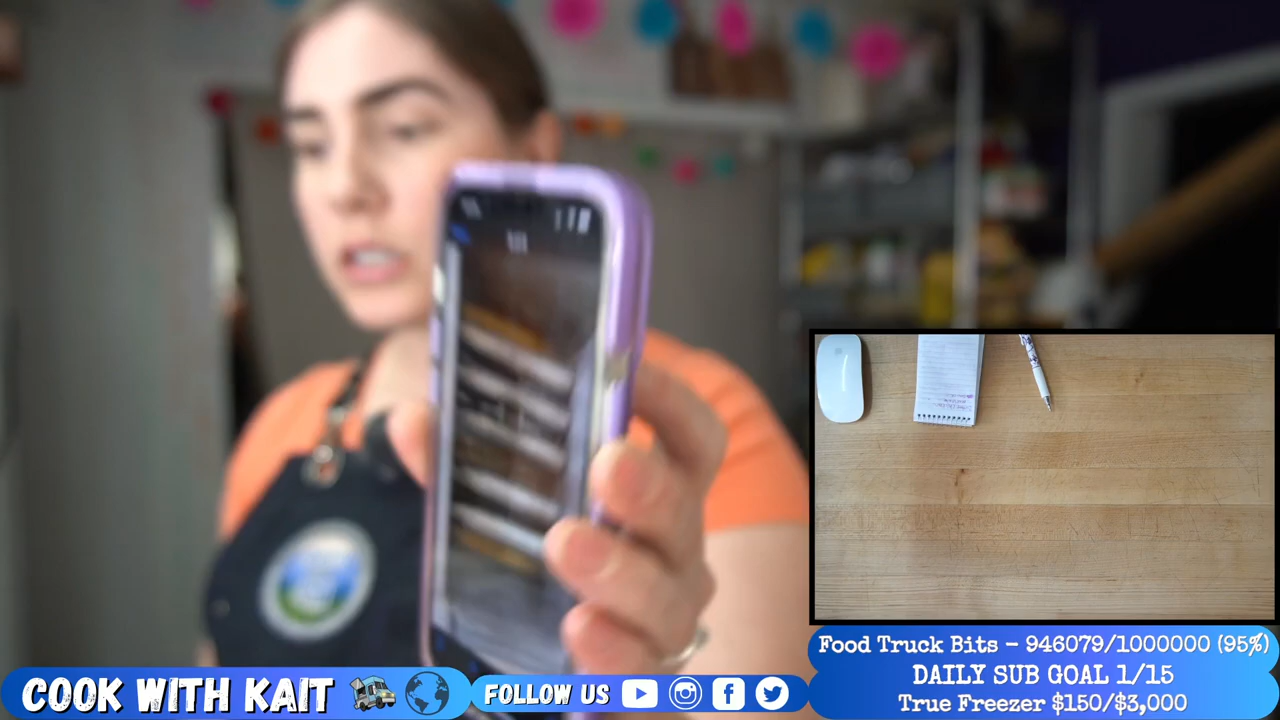 Food Truck Bits - 946079/1000000 (95%)
DAILY SUB GOAL 1/15
True Freezer $150/$3,000
COOK WITH KAIT
FOLLOW US